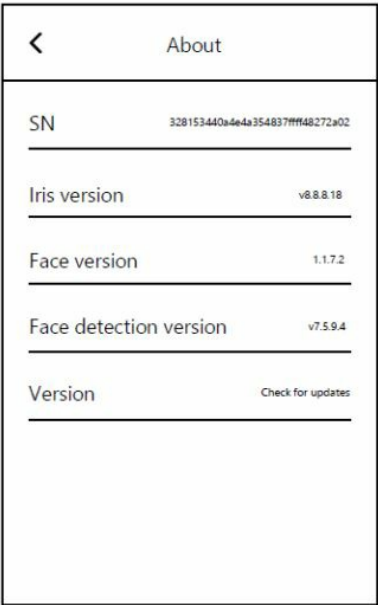 About
SN 328153440a4e4a354837ffff48272a02
Iris version v8.8.8.18
Face version 1.1.7.2
Face detection version v7.5.9.4
Version Check for updates